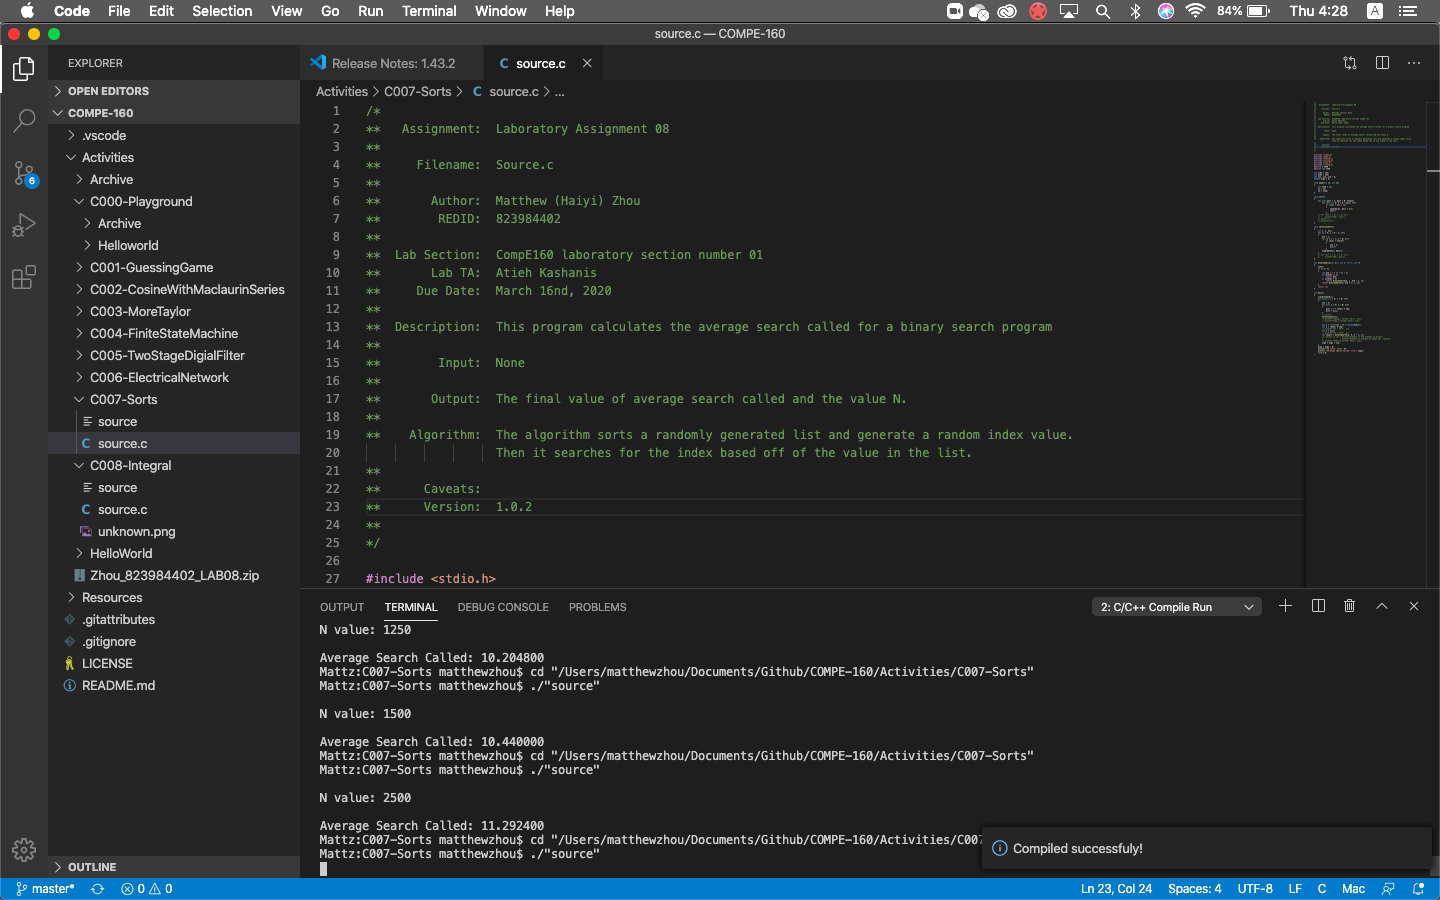 Code File Edit Selection View Go Run Terminal Window Help 84% Thu 4:28 A
source.c — COMPE-160
EXPLORER
OPEN EDITORS
COMPE-160
.vscode
Activities
Archive
C000-Playground
Archive
Helloworld
C001-GuessingGame
C002-CosineWithMaclaurinSeries
C003-MoreTaylor
C004-FiniteStateMachine
C005-TwoStageDigialFilter
C006-ElectricalNetwork
C007-Sorts
source
C source.c
C008-Integral
source
C source.c
unknown.png
HelloWorld
Zhou_823984402_LAB08.zip
Resources
.gitattributes
.gitignore
LICENSE
README.md
OUTLINE
6
Release Notes: 1.43.2 C source.c
Activities > C007-Sorts > C source.c > ...
1 /*
2 ** Assignment: Laboratory Assignment 08
3 **
4 ** Filename: Source.c
5 **
6 ** Author: Matthew (Haiyi) Zhou
7 ** REDID: 823984402
8 **
9 ** Lab Section: CompE160 laboratory section number 01
10 ** Lab TA: Atieh Kashanis
11 ** Due Date: March 16nd, 2020
12 **
13 ** Description: This program calculates the average search called for a binary search program
14 **
15 ** Input: None
16 **
17 ** Output: The final value of average search called and the value N.
18 **
19 ** Algorithm: The algorithm sorts a randomly generated list and generate a random index value.
20 Then it searches for the index based off of the value in the list.
21 **
22 ** Caveats:
23 ** Version: 1.0.2
24 **
25 */
26
27 #include <stdio.h>
OUTPUT TERMINAL DEBUG CONSOLE PROBLEMS 2: C/C++ Compile Run
N value: 1250
Average Search Called: 10.204800
Mattz:C007-Sorts matthewzhou$ cd "/Users/matthewzhou/Documents/Github/COMPE-160/Activities/C007-Sorts"
Mattz:C007-Sorts matthewzhou$ ./"source"
N value: 1500
Average Search Called: 10.440000
Mattz:C007-Sorts matthewzhou$ cd "/Users/matthewzhou/Documents/Github/COMPE-160/Activities/C007-Sorts"
Mattz:C007-Sorts matthewzhou$ ./"source"
N value: 2500
Average Search Called: 11.292400
Mattz:C007-Sorts matthewzhou$ cd "/Users/matthewzhou/Documents/Github/COMPE-160/Activities/C007
Mattz:C007-Sorts matthewzhou$ ./"source"
Compiled successfuly!
master* 0 0 Ln 23, Col 24 Spaces: 4 UTF-8 LF C Mac